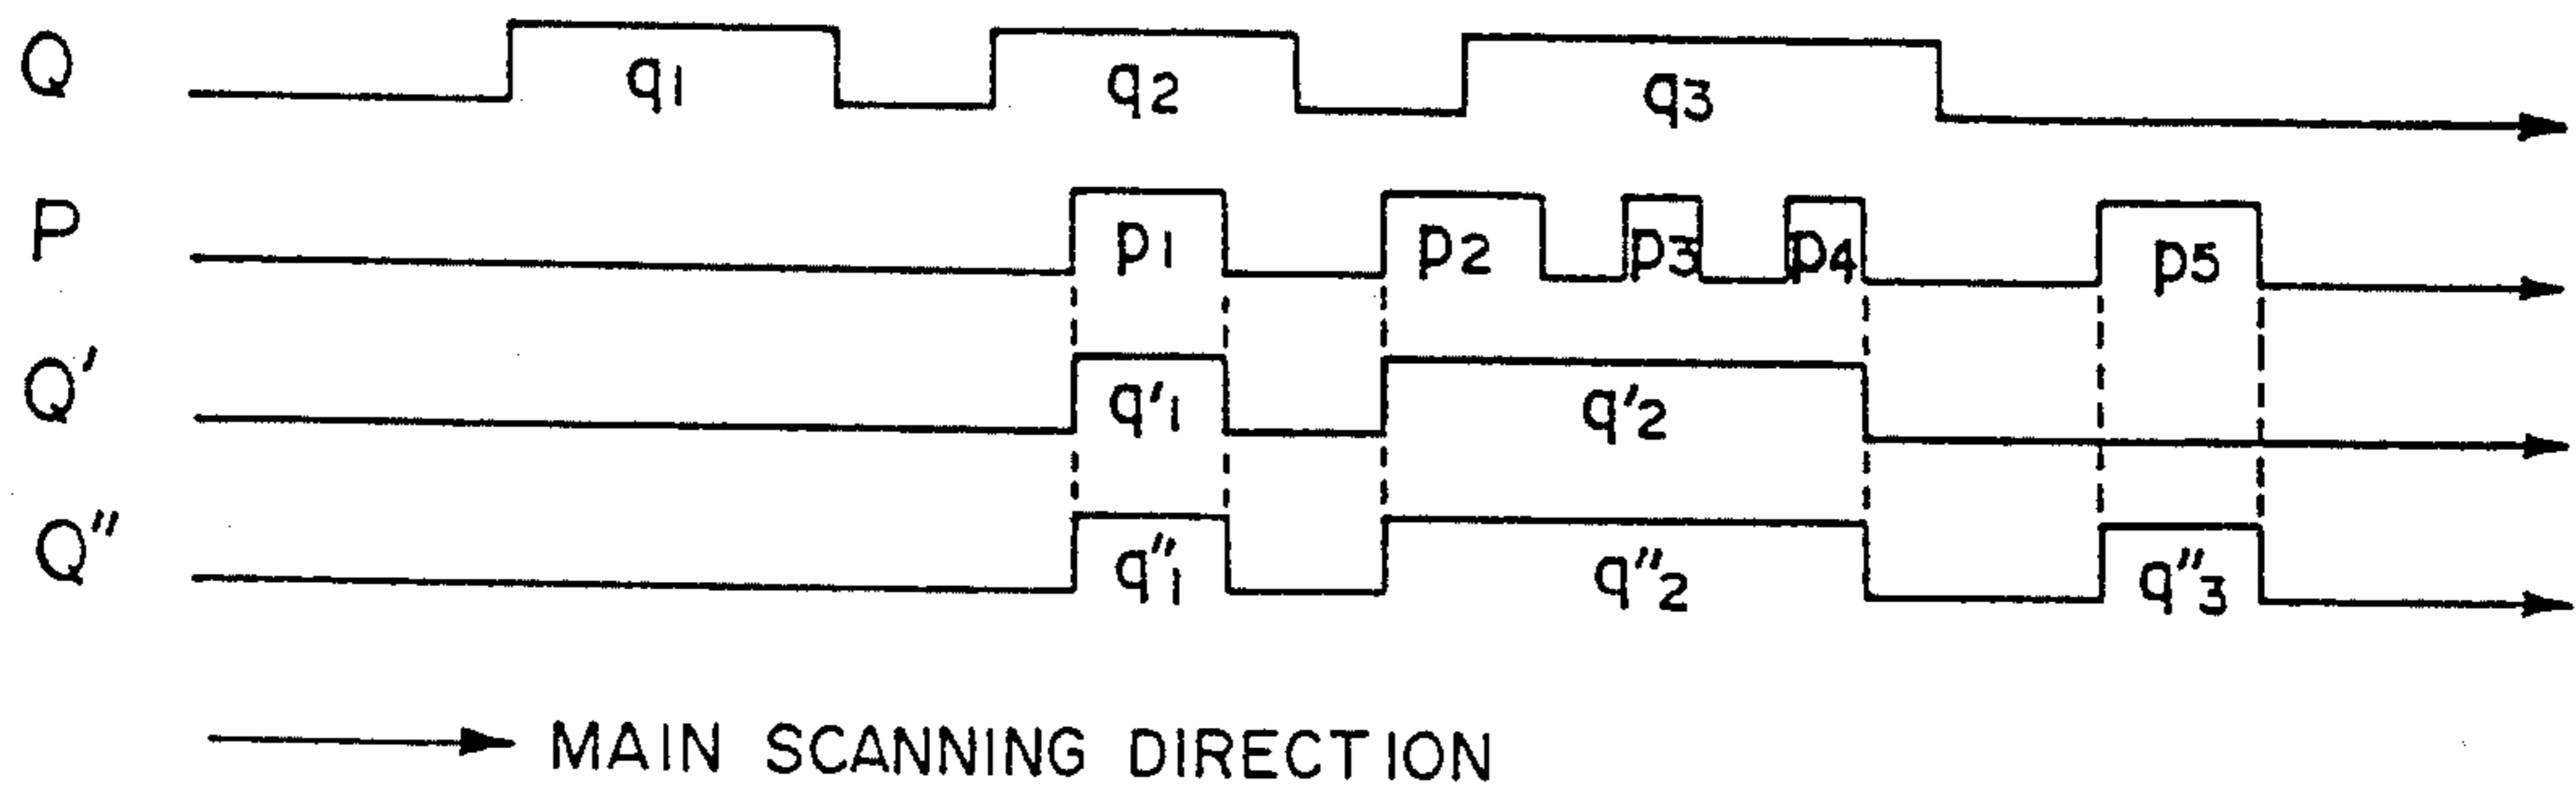 Q q1 q2 q3
P p1 p2 p3 p4 p5
Q' q'1 q'2
Q" q"1 q"2 q"3
MAIN SCANNING DIRECTION